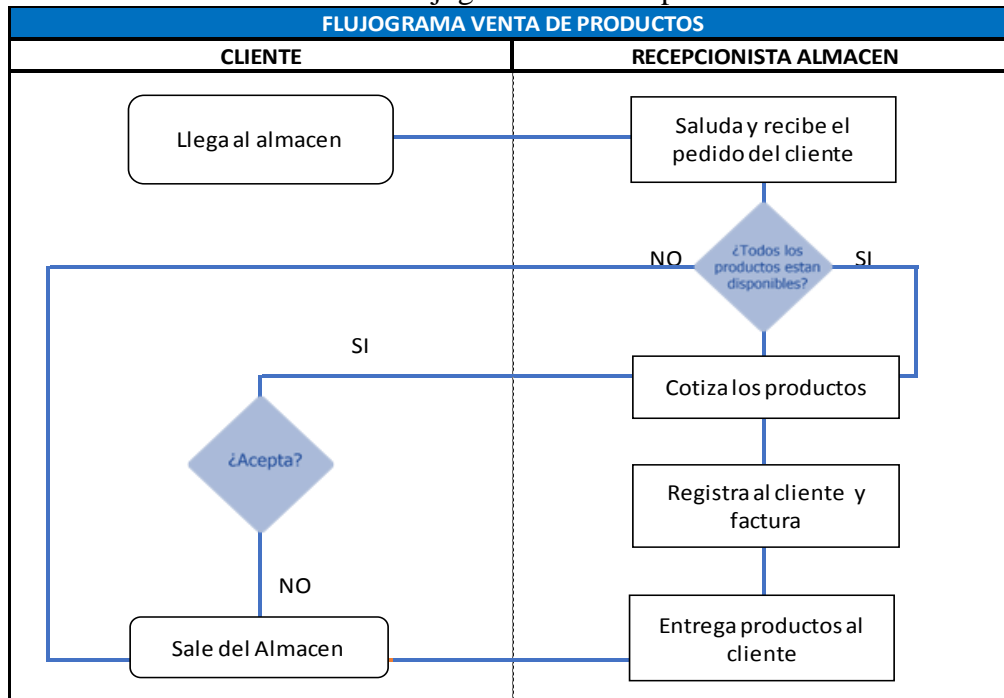 FLUJOGRAMA VENTA DE PRODUCTOS
CLIENTE
RECEPCIONISTA ALMACEN
Llega al almacen
Saluda y recibe el
pedido del cliente
NO
¿Todos los
productos estan
disponibles?
SI
SI
Cotiza los productos
¿Acepta?
Registra al cliente y
factura
NO
Sale del Almacen
Entrega productos al
cliente